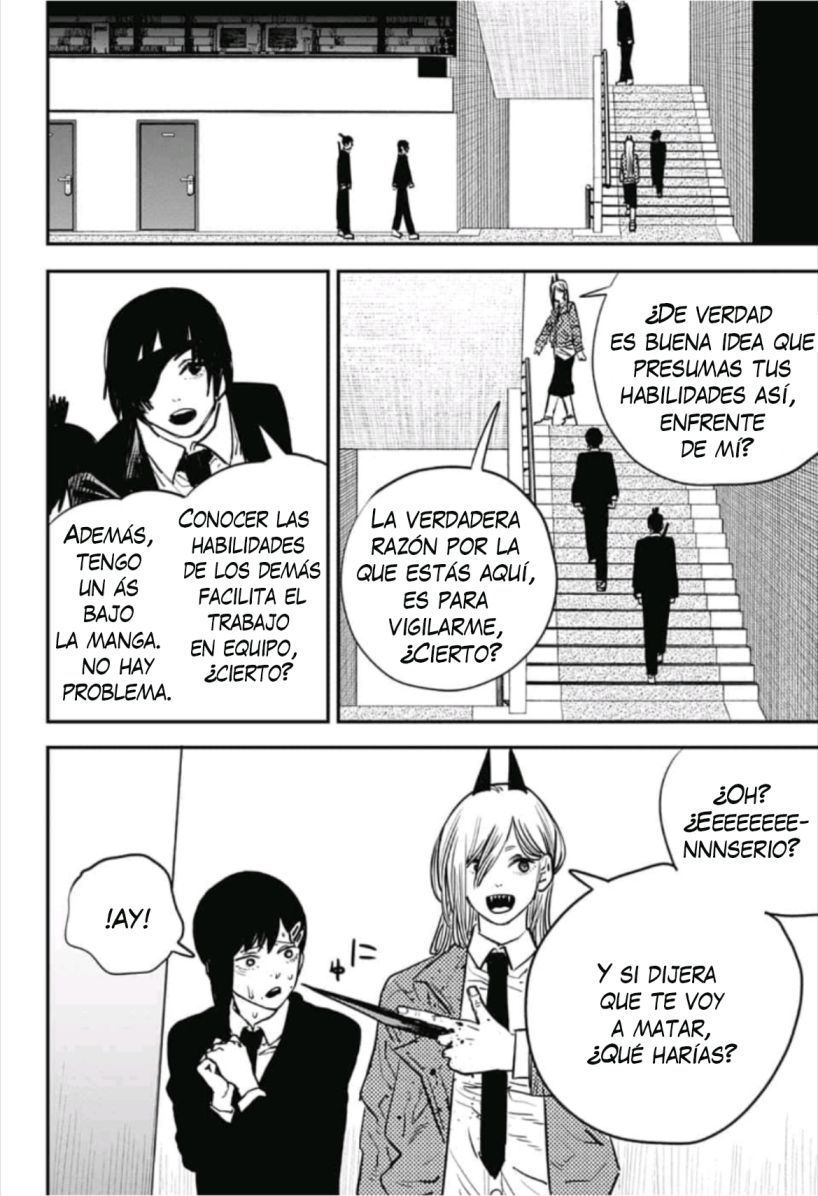 ¿De verdad
es buena idea que
presumas tus
habilidades así,
enfrente
de mí?
La verdadera
razón por la
que estás aquí,
es para
vigilarme,
¿Cierto?
Conocer las
habilidades
de los demás
facilita el
trabajo
en equipo,
¿cierto?
Además,
tengo
un ás
bajo
la manga.
No hay
problema.
¿Oh?
¿Eeeeeeee-
nnnserio?
Y si dijera
que te voy
a matar,
¿Qué harías?
にゅ
!AY!